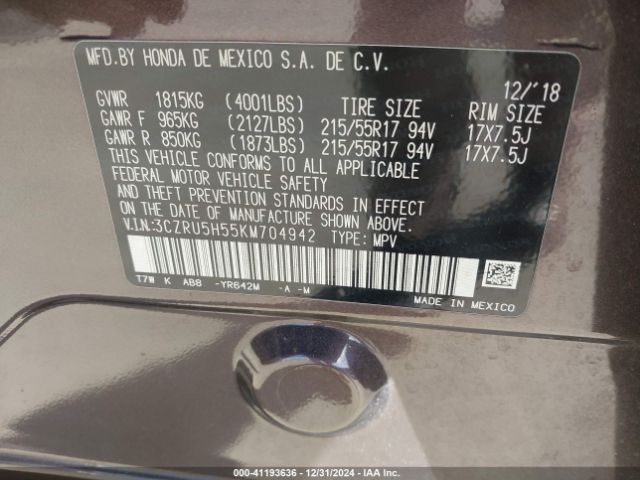 MFD.BY HONDA DE MEXICO S.A. DE C.V.
12/'18
GVWR 1815KG (4001LBS) TIRE SIZE RIM SIZE
GAWR F 965KG (2127LBS) 215/55R17 94V 17X7.5J
GAWR R 850KG (1873LBS) 215/55R17 94V 17X7.5J
THIS VEHICLE CONFORMS TO ALL APPLICABLE
FEDERAL MOTOR VEHICLE SAFETY
AND THEFT PREVENTION STANDARDS IN EFFECT
ON THE DATE OF MANUFACTURE SHOWN ABOVE.
V.IN:3CZRU5H55KM704942 TYPE: MPV
T7W K AB8 -YR642M -A -M
MADE IN MEXICO
000-41193636 - 12/31/2024 - IAA Inc.